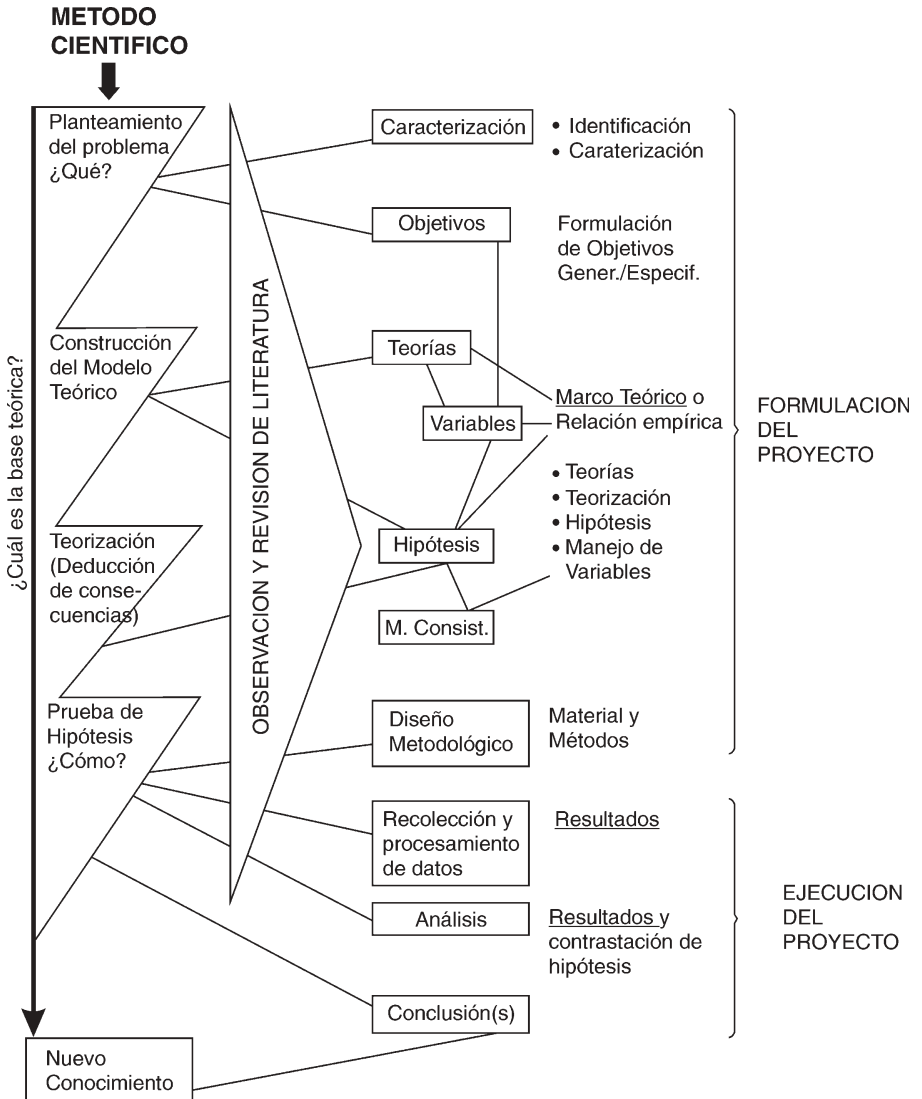 METODO
CIENTIFICO
¿Cuál es la base teórica?
Planteamiento
del problema
¿Qué?
Construcción
del Modelo
Teórico
Teorización
(Deducción
de conse-
cuencias)
Prueba de
Hipótesis
¿Cómo?
Nuevo
Conocimiento
OBSERVACION Y REVISION DE LITERATURA
Caracterización
Objetivos
Teorías
Variables
Hipótesis
M. Consist.
Diseño
Metodológico
Recolección y
procesamiento
de datos
Análisis
Conclusión(s)
• Identificación
• Caraterización
Formulación
de Objetivos
Gener./Especif.
Marco Teórico o
Relación empírica
• Teorías
• Teorización
• Hipótesis
• Manejo de
Variables
Material y
Métodos
Resultados
Resultados y
contrastación de
hipótesis
FORMULACION
DEL
PROYECTO
EJECUCION
DEL
PROYECTO